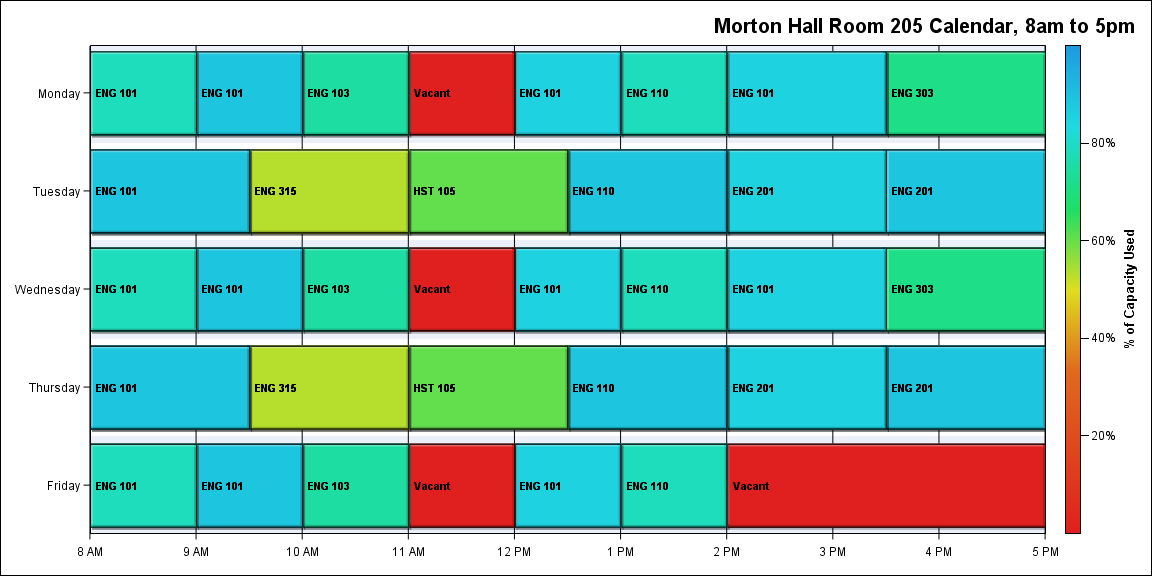 Morton Hall Room 205 Calendar, 8am to 5pm
Monday
ENG 101
ENG 101
ENG 103
Vacant
ENG 101
ENG 110
ENG 101
ENG 303
Tuesday
ENG 101
ENG 315
HST 105
ENG 110
ENG 201
ENG 201
Wednesday
ENG 101
ENG 101
ENG 103
Vacant
ENG 101
ENG 110
ENG 101
ENG 303
Thursday
ENG 101
ENG 315
HST 105
ENG 110
ENG 201
ENG 201
Friday
ENG 101
ENG 101
ENG 103
Vacant
ENG 101
ENG 110
Vacant
8 AM
9 AM
10 AM
11 AM
12 PM
1 PM
2 PM
3 PM
4 PM
5 PM
80%
60%
40%
20%
% of Capacity Used